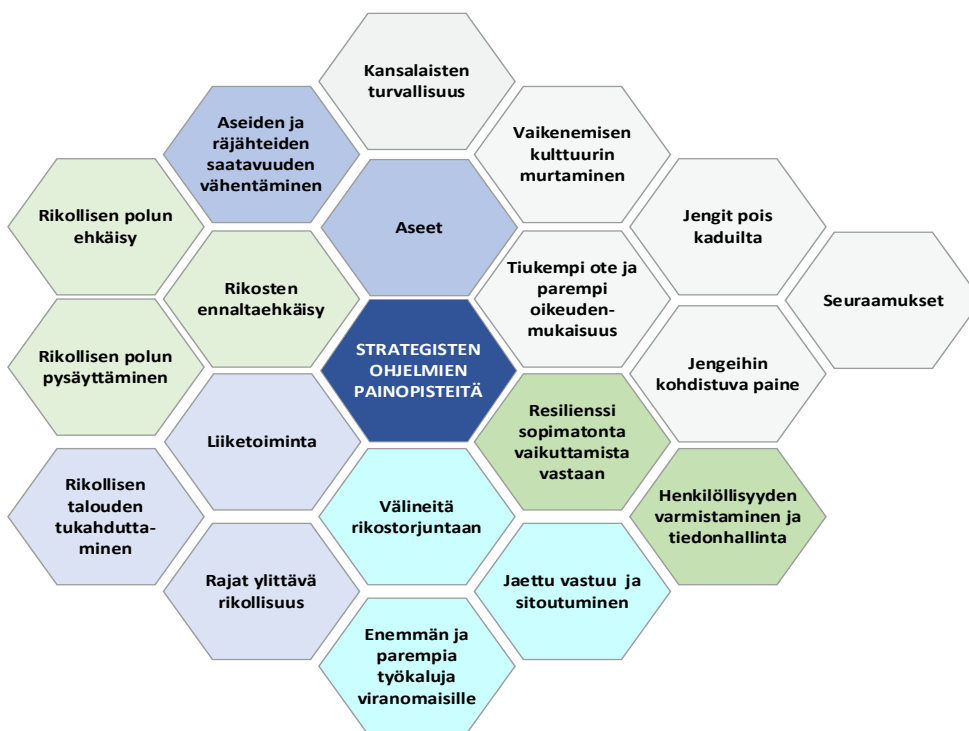 Kansalaisten
turvallisuus
Aseiden ja
räjähteiden
saatavuuden
vähentäminen
Vaikenemisen
kulttuurin
murtaminen
Rikollisen polun
ehkäisy
Aseet
Jengit pois
kaduilta
Rikosten
ennaltaehkäisy
Tiukempi ote ja
parempi
oikeuden-
mukaisuus
Seuraamukset
Rikollisen polun
pysäyttäminen
STRATEGISTEN
OHJELMIEN
PAINOPISTEITÄ
Jengeihin
kohdistuva paine
Liiketoiminta
Resilienssi
sopimatonta
vaikuttamista
vastaan
Rikollisen
talouden
tukahdutta-
minen
Välineitä
rikostorjuntaan
Henkilöllisyyden
varmistaminen ja
tiedonhallinta
Rajat ylittävä
rikollisuus
Jaettu vastuu ja
sitoutuminen
Enemmän ja
parempia
työkaluja
viranomaisille